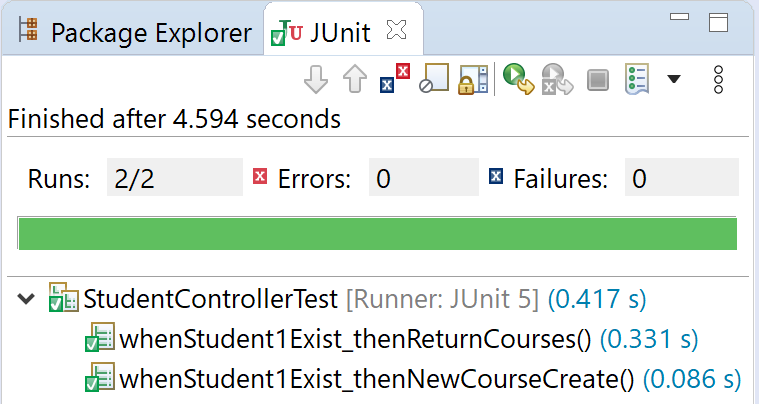 Package Explorer JUnit
Finished after 4.594 seconds
Runs: 2/2 Errors: 0 Failures: 0
StudentControllerTest [Runner: JUnit 5] (0.417 s)
whenStudent1Exist_thenReturnCourses() (0.331 s)
whenStudent1Exist_thenNewCourseCreate() (0.086 s)